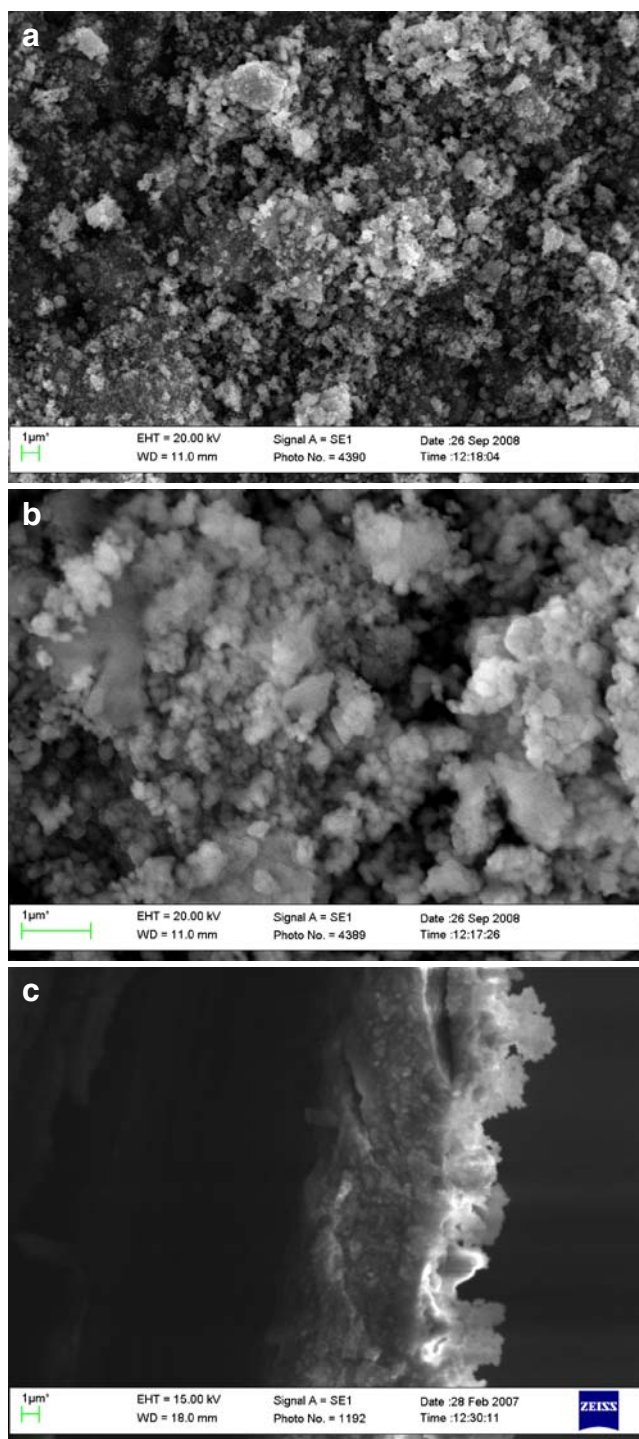 a
1µm* EHT = 20.00 kV Signal A = SE1 Date :26 Sep 2008
WD = 11.0 mm Photo No. = 4390 Time :12:18:04
b
1µm* EHT = 20.00 kV Signal A = SE1 Date :26 Sep 2008
WD = 11.0 mm Photo No. = 4389 Time :12:17:26
c
1µm* EHT = 15.00 kV Signal A = SE1 Date :28 Feb 2007
WD = 18.0 mm Photo No. = 1192 Time :12:30:11
ZEISS